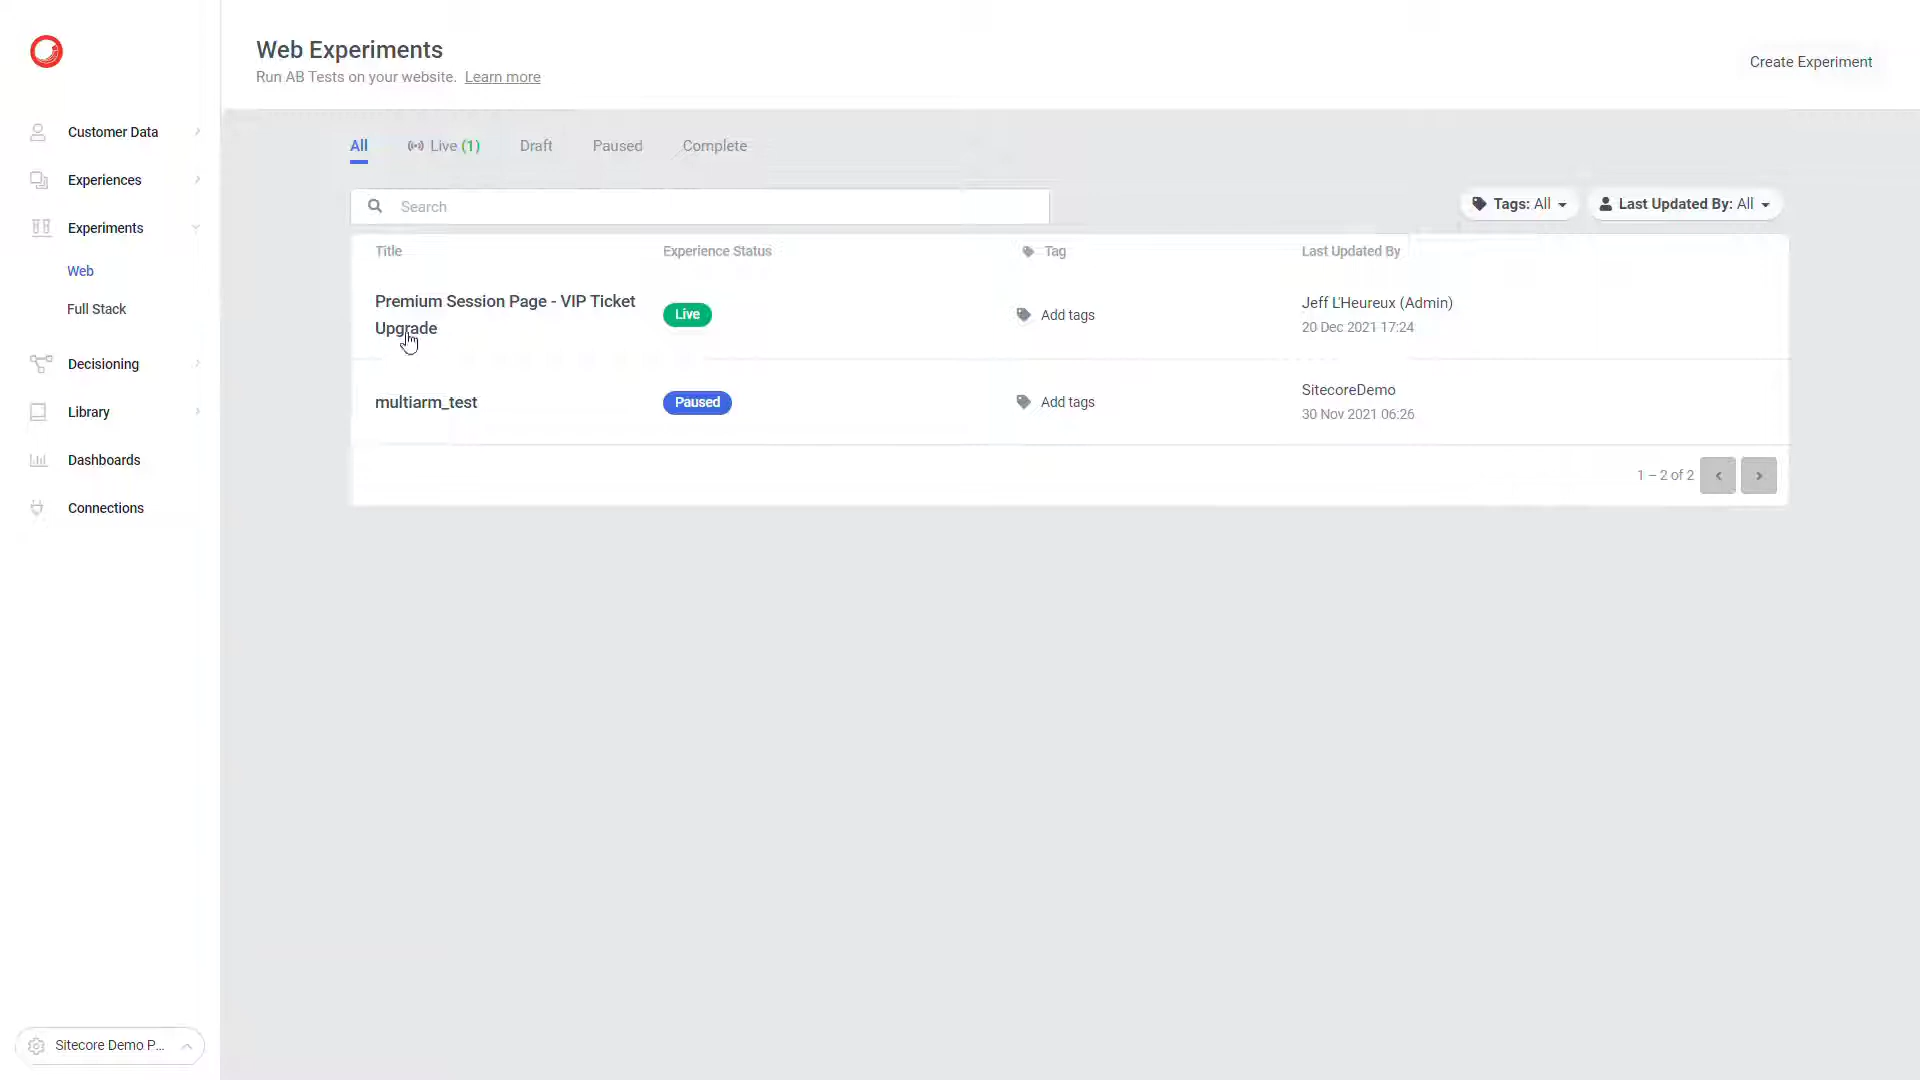 Web Experiments
Run AB Tests on your website. Learn more
Create Experiment
Customer Data
Experiences
Experiments
Web
Full Stack
Decisioning
Library
Dashboards
Connections
Sitecore Demo P...
All
Live (1)
Draft
Paused
Complete
Search
Tags: All
Last Updated By: All
Title
Experience Status
Tag
Last Updated By
Premium Session Page - VIP Ticket
Upgrade
Live
Add tags
Jeff L'Heureux (Admin)
20 Dec 2021 17:24
multiarm_test
Paused
Add tags
SitecoreDemo
30 Nov 2021 06:26
1 – 2 of 2